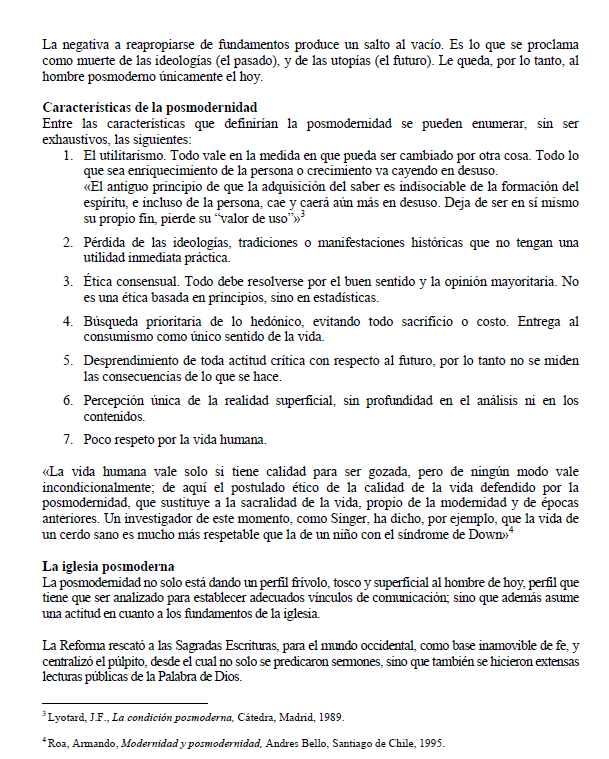 La negativa a reapropiarse de fundamentos produce un salto al vacío. Es lo que se proclama
como muerte de las ideologías (el pasado), y de las utopías (el futuro). Le queda, por lo tanto, al
hombre posmoderno únicamente el hoy.
Características de la posmodernidad
Entre las características que definirían la posmodernidad se pueden enumerar, sin ser
exhaustivos, las siguientes:
1. El utilitarismo. Todo vale en la medida en que pueda ser cambiado por otra cosa. Todo lo
que sea enriquecimiento de la persona o crecimiento va cayendo en desuso.
«El antiguo principio de que la adquisición del saber es indisociable de la formación del
espíritu, e incluso de la persona, cae y caerá aún más en desuso. Deja de ser en sí mismo
su propio fin, pierde su “valor de uso”»3
2. Pérdida de las ideologías, tradiciones o manifestaciones históricas que no tengan una
utilidad inmediata práctica.
3. Ética consensual. Todo debe resolverse por el buen sentido y la opinión mayoritaria. No
es una ética basada en principios, sino en estadísticas.
4. Búsqueda prioritaria de lo hedónico, evitando todo sacrificio o costo. Entrega al
consumismo como único sentido de la vida.
5. Desprendimiento de toda actitud crítica con respecto al futuro, por lo tanto no se miden
las consecuencias de lo que se hace.
6. Percepción única de la realidad superficial, sin profundidad en el análisis ni en los
contenidos.
7. Poco respeto por la vida humana.
«La vida humana vale solo si tiene calidad para ser gozada, pero de ningún modo vale
incondicionalmente; de aquí el postulado ético de la calidad de la vida defendido por la
posmodernidad, que sustituye a la sacralidad de la vida, propio de la modernidad y de épocas
anteriores. Un investigador de este momento, como Singer, ha dicho, por ejemplo, que la vida de
un cerdo sano es mucho más respetable que la de un niño con el síndrome de Down»4
La iglesia posmoderna
La posmodernidad no solo está dando un perfil frívolo, tosco y superficial al hombre de hoy, perfil que
tiene que ser analizado para establecer adecuados vínculos de comunicación; sino que además asume
una actitud en cuanto a los fundamentos de la iglesia.
La Reforma rescató a las Sagradas Escrituras, para el mundo occidental, como base inamovible de fe, y
centralizó el púlpito, desde el cual no solo se predicaron sermones, sino que también se hicieron extensas
lecturas públicas de la Palabra de Dios.
3 Lyotard, J.F., La condición posmoderna, Cátedra, Madrid, 1989.
4 Roa, Armando, Modernidad y posmodernidad, Andres Bello, Santiago de Chile, 1995.